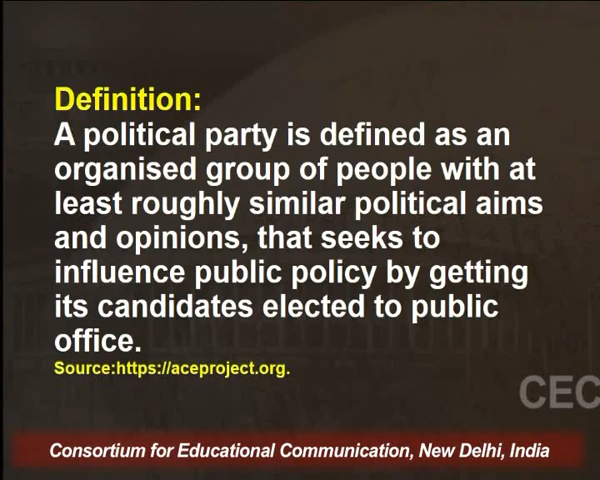 Definition:
A political party is defined as an
organised group of people with at
least roughly similar political aims
and opinions, that seeks to
influence public policy by getting
its candidates elected to public
office.
Source:https://aceproject.org.
CEC
Consortium for Educational Communication, New Delhi, India